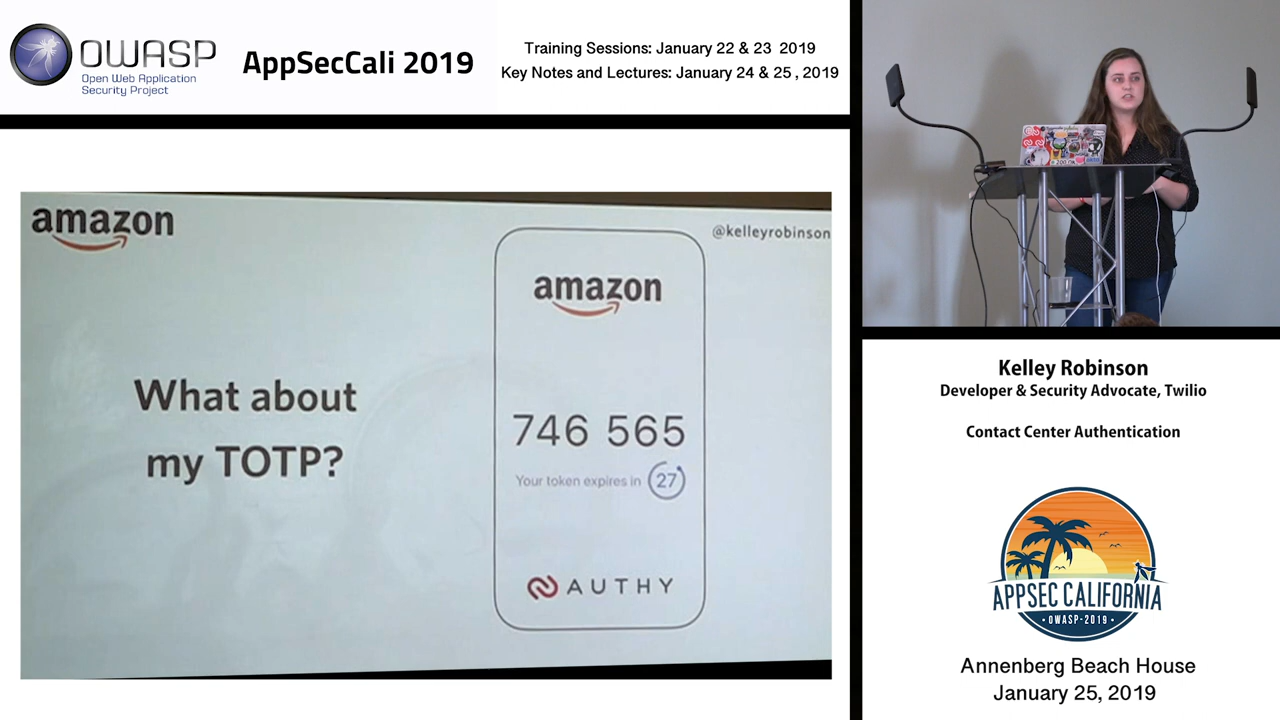 OWASP
Open Web Application
Security Project
AppSecCali 2019
Training Sessions: January 22 & 23 2019
Key Notes and Lectures: January 24 & 25 , 2019
amazon
@kelleyrobinson
amazon
What about
my TOTP?
746 565
Your token expires in 27
AUTHY
Kelley Robinson
Developer & Security Advocate, Twilio
Contact Center Authentication
APPSEC CALIFORNIA
• OWASP-2019 •
Annenberg Beach House
January 25, 2019